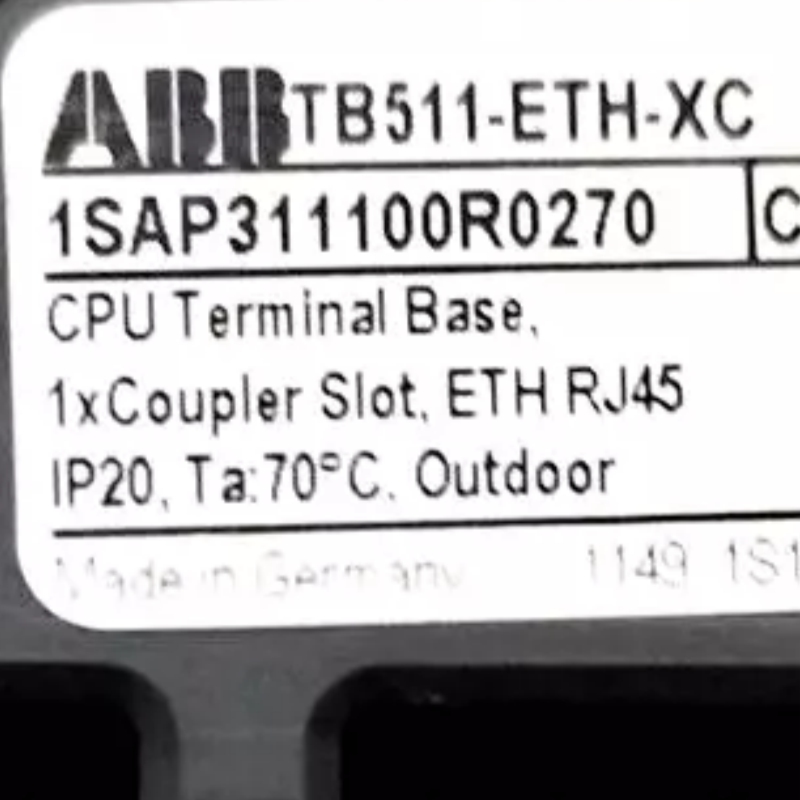 ABB TB511-ETH-XC
1SAP311100R0270 C
CPU Terminal Base,
1xCoupler Slot, ETH RJ45
IP20, Ta:70°C. Outdoor
Made in Germany 1149 1S1